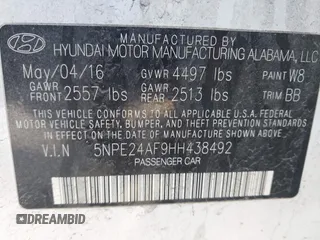 MANUFACTURED BY
HYUNDAI MOTOR MANUFACTURING ALABAMA, LLC
May/04/16 GVWR 4497 lbs PAINT W8
GAWR FRONT 2557 lbs GAWR REAR 2513 lbs TRIM BB
THIS VEHICLE CONFORMS TO ALL APPLICABLE U.S.A. FEDERAL
MOTOR VEHICLE SAFETY, BUMPER, AND THEFT PREVENTION
STANDARDS IN EFFECT ON THE DATE OF MANUFACTURE SHOWN ABOVE.
V.I.N 5NPE24AF9HH438492
PASSENGER CAR
DREAMBID
dreambid.com